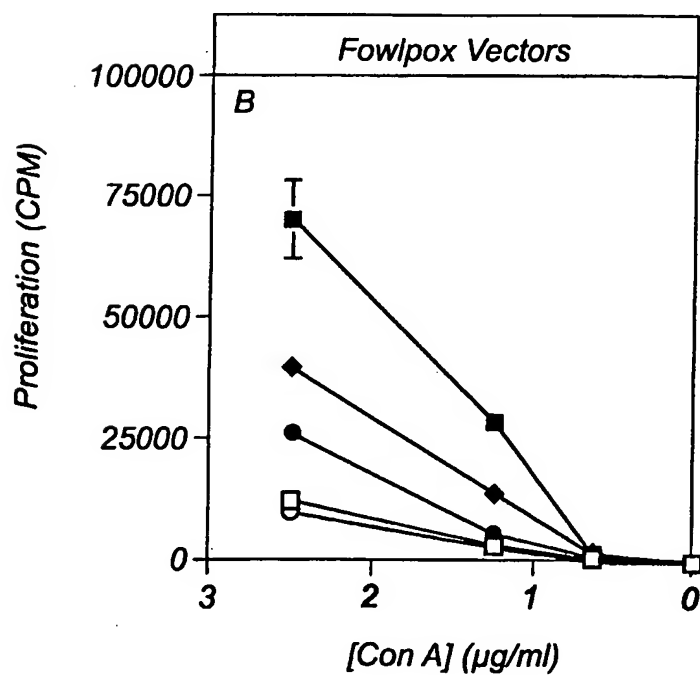 Fowlpox Vectors
B
Proliferation (CPM)
100000
75000
50000
25000
0
3 2 1 0
[Con A] (µg/ml)